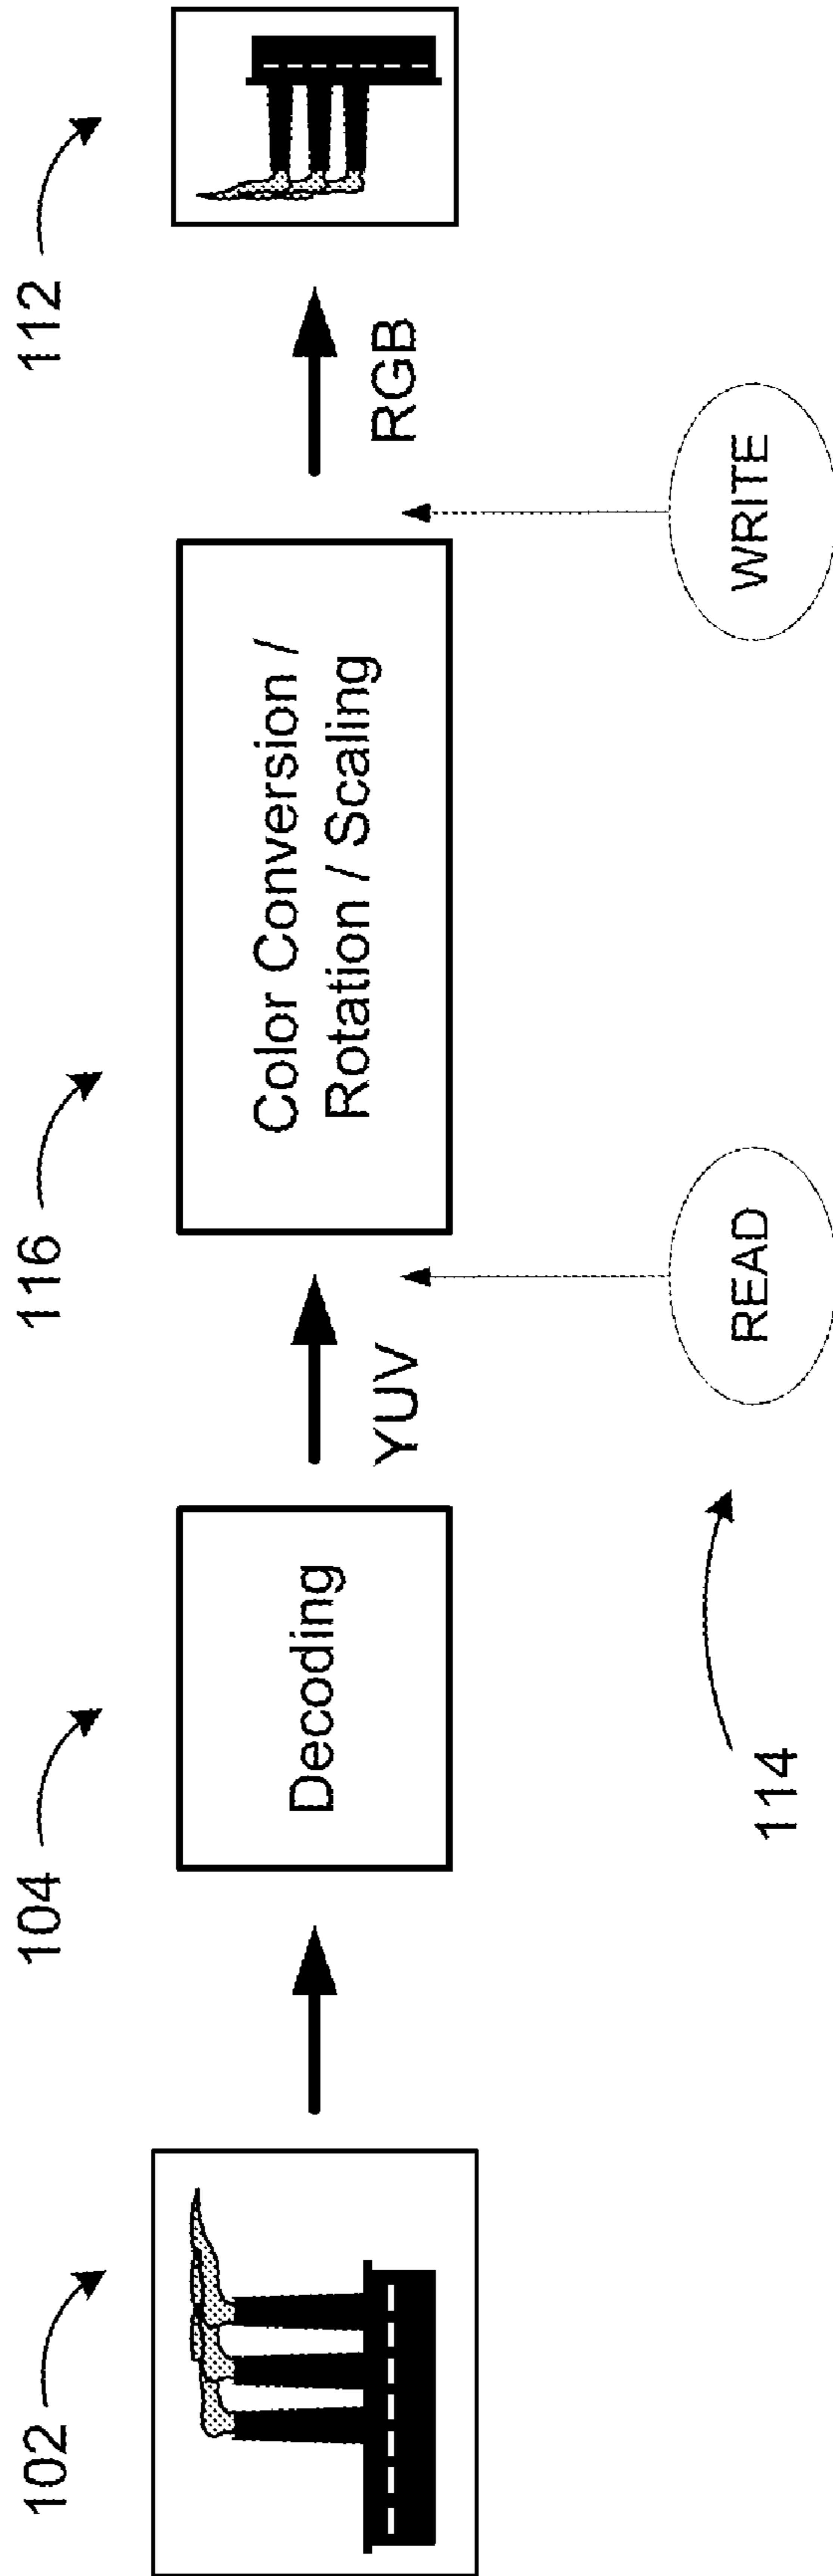 102
104
116
112
Decoding
YUV
Color Conversion /
Rotation / Scaling
RGB
114
READ
WRITE